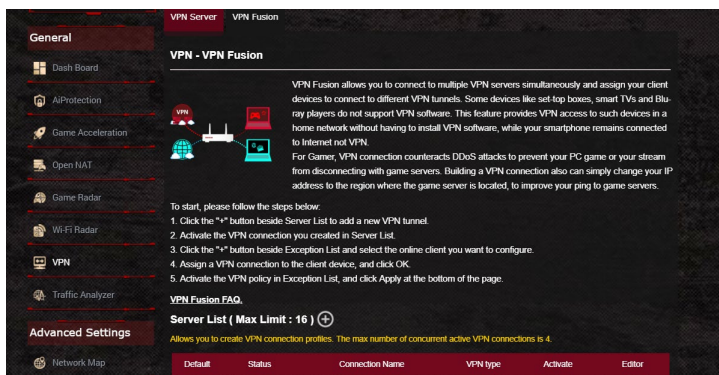 VPN Server
VPN Fusion
General
Dash Board
AiProtection
Game Acceleration
Open NAT
Game Radar
Wi-Fi Radar
VPN
Traffic Analyzer
Advanced Settings
Network Map
VPN - VPN Fusion
VPN
VPN Fusion allows you to connect to multiple VPN servers simultaneously and assign your client
devices to connect to different VPN tunnels. Some devices like set-top boxes, smart TVs and Blu-
ray players do not support VPN software. This feature provides VPN access to such devices in a
home network without having to install VPN software, while your smartphone remains connected
to Internet not VPN.
For Gamer, VPN connection counteracts DDoS attacks to prevent your PC game or your stream
from disconnecting with game servers. Building a VPN connection also can simply change your IP
address to the region where the game server is located, to improve your ping to game servers.
To start, please follow the steps below:
1. Click the "+" button beside Server List to add a new VPN tunnel.
2. Activate the VPN connection you created in Server List.
3. Click the "+" button beside Exception List and select the online client you want to configure.
4. Assign a VPN connection to the client device, and click OK.
5. Activate the VPN policy in Exception List, and click Apply at the bottom of the page.
VPN Fusion FAQ.
Server List ( Max Limit : 16 )
Allows you to create VPN connection profiles. The max number of concurrent active VPN connections is 4.
Default Status Connection Name VPN type Activate Editor